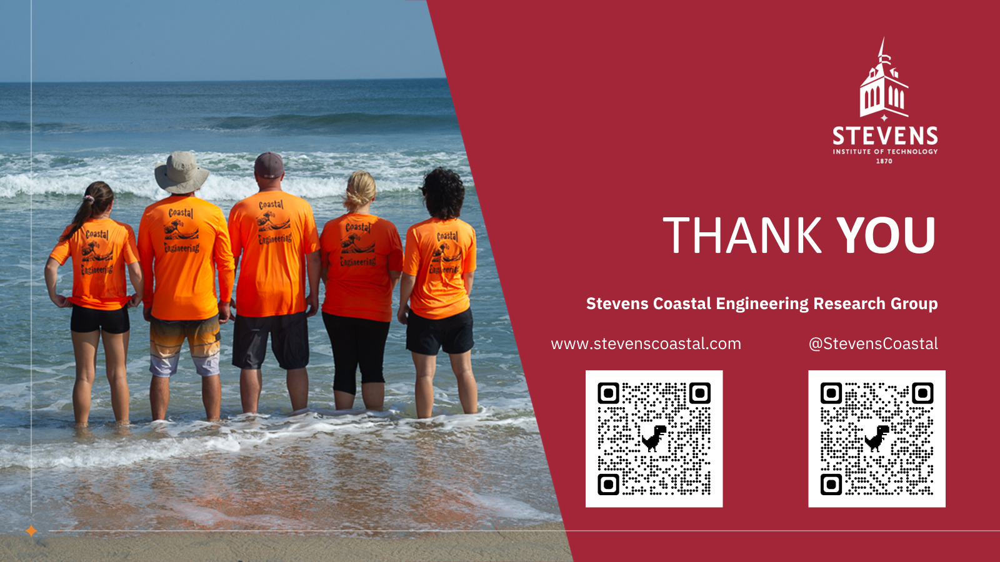 Coastal
Engineering
Coastal
Engineering
Coastal
Engineering
Coastal
Engineering
Coastal
Engineering
STEVENS
INSTITUTE OF TECHNOLOGY
1870
THANK YOU
Stevens Coastal Engineering Research Group
www.stevenscoastal.com
@StevensCoastal